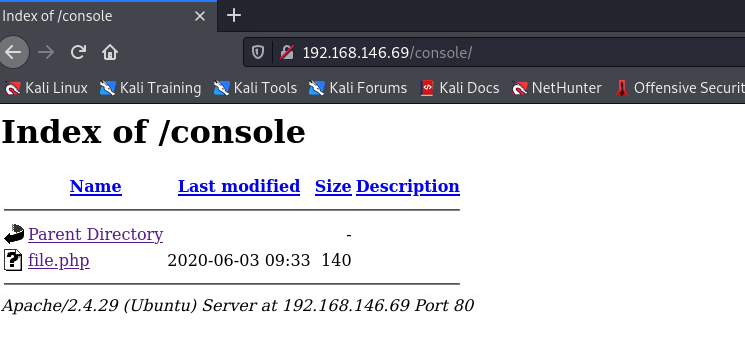 Index of /console
192.168.146.69/console/
Kali Linux Kali Training Kali Tools Kali Forums Kali Docs NetHunter Offensive Securit
Index of /console
Name Last modified Size Description
Parent Directory -
file.php 2020-06-03 09:33 140
Apache/2.4.29 (Ubuntu) Server at 192.168.146.69 Port 80